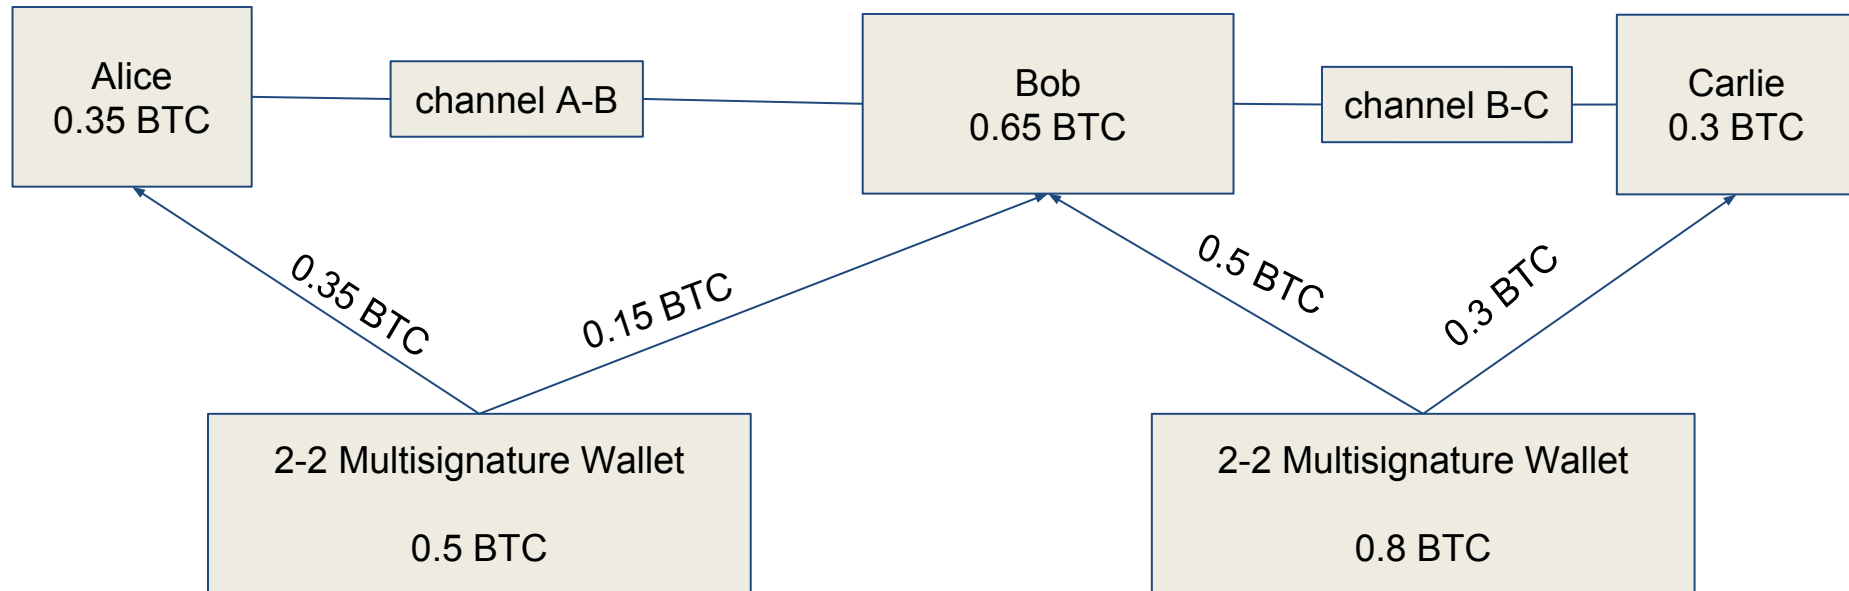 Alice
0.35 BTC
channel A-B
Bob
0.65 BTC
channel B-C
Carlie
0.3 BTC
0.35 BTC
0.15 BTC
0.5 BTC
0.3 BTC
2-2 Multisignature Wallet
0.5 BTC
2-2 Multisignature Wallet
0.8 BTC